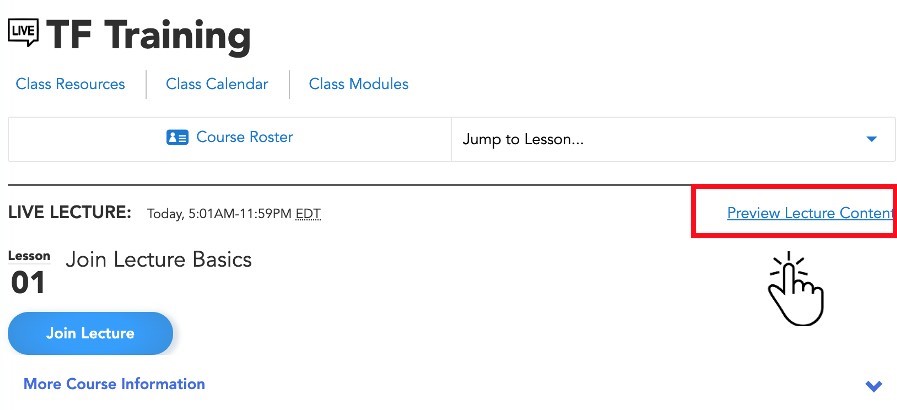 LIVE TF Training
Class Resources Class Calendar Class Modules
Course Roster Jump to Lesson...
LIVE LECTURE: Today, 5:01AM-11:59PM EDT Preview Lecture Content
Lesson
01 Join Lecture Basics
Join Lecture
More Course Information